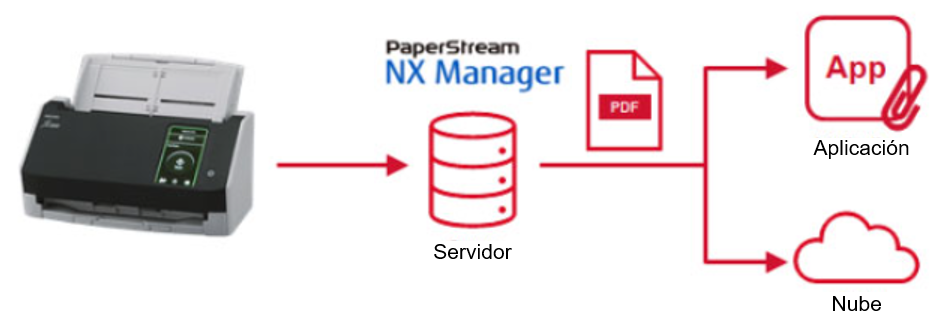 PaperStream
NX Manager
PDF
App
Aplicación
Servidor
Nube